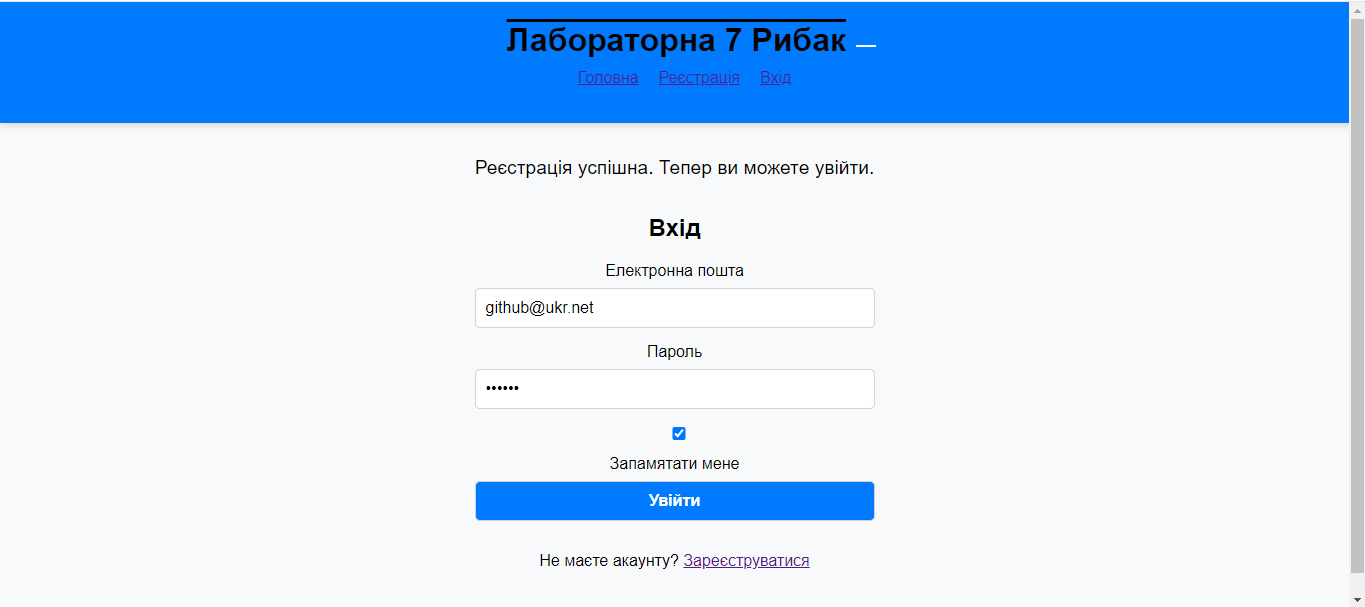 Лабораторна 7 Рибак —
Головна Реєстрація Вхід
Реєстрація успішна. Тепер ви можете увійти.
Вхід
Електронна пошта
github@ukr.net
Пароль
••••••
Запамятати мене
Увійти
Не маєте акаунту? Зареєструватися